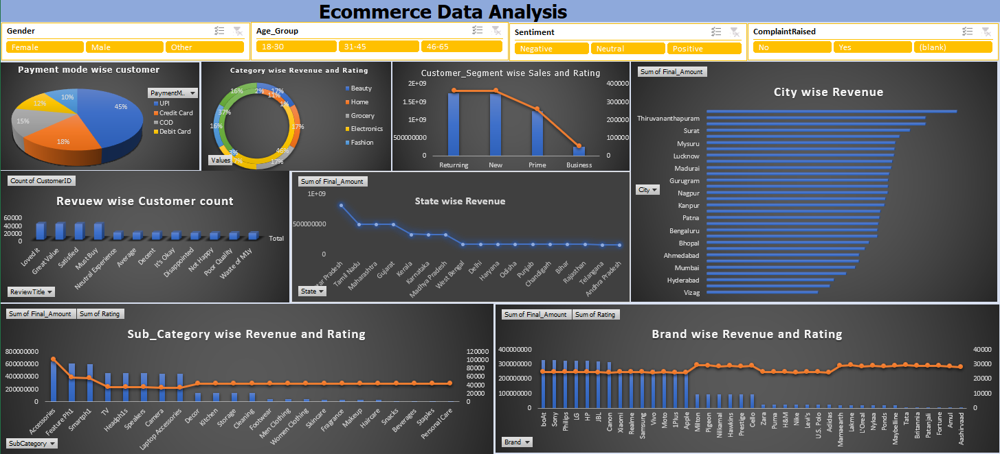 Ecommerce Data Analysis
Gender
Female
Male
Other
Age_Group
18-30
31-45
46-65
Sentiment
Negative
Neutral
Positive
ComplaintRaised
No
Yes
(blank)
Payment mode wise customer
10%
12%
45%
15%
18%
PaymentM..
UPI
Credit Card
COD
Debit Card
Category wise Revenue and Rating
16%
2%
17%
11%
1%
37%
16%
17%
46%
3%
17%
Values
Beauty
Home
Grocery
Electronics
Fashion
Customer_Segment wise Sales and Rating
2E+09
1.5E+09
1E+09
500000000
0
400000
300000
200000
100000
0
Returning
New
Prime
Business
Sum of Final_Amount
City wise Revenue
City
Thiruvananthapuram
Surat
Mysuru
Lucknow
Madurai
Gurugram
Nagpur
Kanpur
Patna
Bengaluru
Bhopal
Ahmedabad
Mumbai
Hyderabad
Vizag
Count of CustomerID
Revuew wise Customer count
60000
40000
20000
0
Total
Loved it
Great Value
Satisfied
Must Buy
Neutral Experience
Average
Decent
It's Okay
Disappointed
Not Happy
Poor Quality
Waste of M1y
ReviewTitle
Sum of Final_Amount
State wise Revenue
1E+09
500000000
0
tar Pradesh
Tamil Nadu
Maharashtra
Gujarat
Kerala
Karnataka
Madhya Pradesh
West Bengal
Delhi
Haryana
Odisha
Punjab
Chandigarh
Bihar
Rajasthan
Telangana
Andhra Pradesh
State
Sum of Final_Amount
Sum of Rating
Sub_Category wise Revenue and Rating
800000000
600000000
400000000
200000000
0
120000
100000
80000
60000
40000
20000
0
Accessories
Feature Ph1
Smartph1
TV
Headph1s
Speakers
Camera
Laptop Accessories
Decor
Kitchen
Storage
Cleaning
Footwear
Men Clothing
Women Clothing
Skincare
Fragrance
Makeup
Haircare
Snacks
Beverages
Staples
Personal Care
SubCategory
Sum of Final_Amount
Sum of Rating
Brand wise Revenue and Rating
400000000
300000000
200000000
100000000
0
40000
30000
20000
10000
0
boAt
Sony
Philips
LG
HP
JBL
Canon
Xiaomi
Realme
Samsung
Vivo
Moto
1Plus
Apple
Milton
Pigeon
Nilkamal
Hawkins
Prestige
Cello
Zara
Puma
H&M
Nike
Levi's
U.S. Polo
Adidas
Mamaearth
Lakme
L'Oreal
Nykaa
Ponds
Maybelline
Tata
Britannia
Patanjali
Fortune
Amul
Aashirvaad
Brand